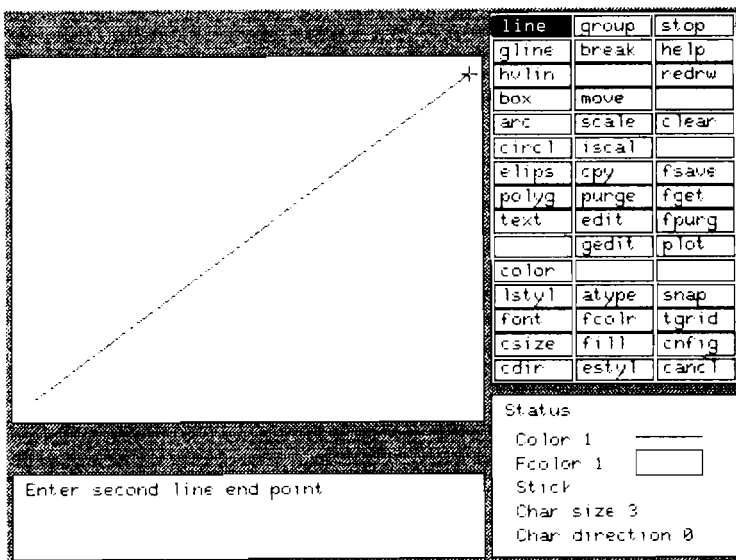 line group stop
gline break help
hvlin redrw
box move
arc scale clear
circl iscal
elips cpy fsave
polyg purge fget
text edit fpurg
gedit plot
color
lstyl atype snap
font fcolr tgrid
csize fill cnfig
cdir estyl cancl
Status
Color 1
Fcolor 1
Stick
Char size 3
Char direction 0
Enter second line end point